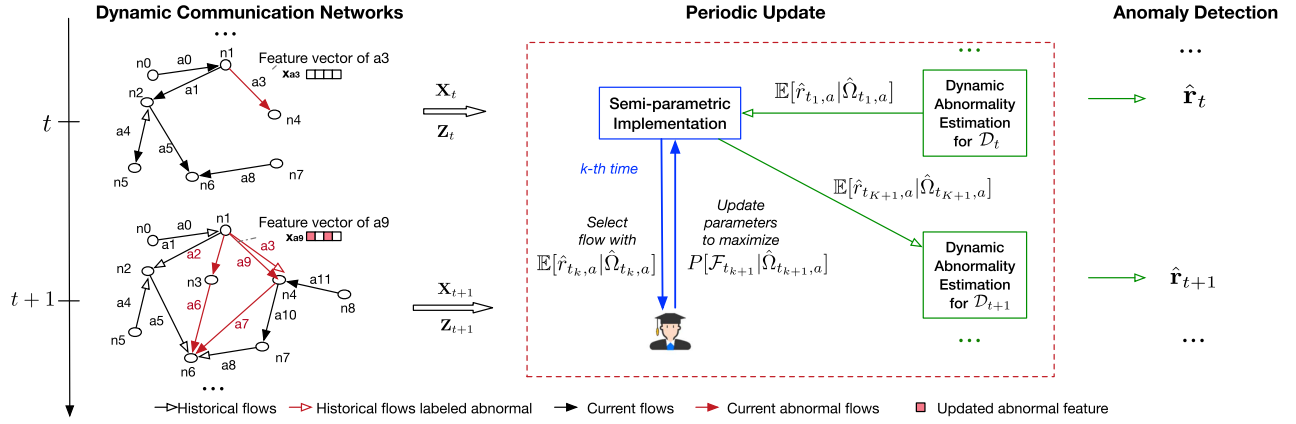 Dynamic Communication Networks
Periodic Update
Anomaly Detection
...
n0
a0
n1
Feature vector of a3
xa3
a1
a3
n2
n4
a4
a5
n5
n6
a8
n7
t
X_t
Z_t
...
Semi-parametric
Implementation
𝔼[r̂_{t_1,a}|Ω̂_{t_1,a}]
Dynamic
Abnormality
Estimation
for 𝒟_t
k-th time
𝔼[r̂_{t_{K+1},a}|Ω̂_{t_{K+1},a}]
Select
flow with
𝔼[r̂_{t_k,a}|Ω̂_{t_k,a}]
Update
parameters
to maximize
P[ℱ_{t_{k+1}}|Ω̂_{t_{k+1},a}]
Dynamic
Abnormality
Estimation
for 𝒟_{t+1}
...
...
r̂_t
r̂_{t+1}
...
n0
a0
n1
Feature vector of a9
xa9
a1
a2
a3
a9
n2
n3
n4
a11
n8
a4
a5
a6
a7
a10
n5
n6
a8
n7
t + 1
X_{t+1}
Z_{t+1}
...
Historical flows
Historical flows labeled abnormal
Current flows
Current abnormal flows
Updated abnormal feature